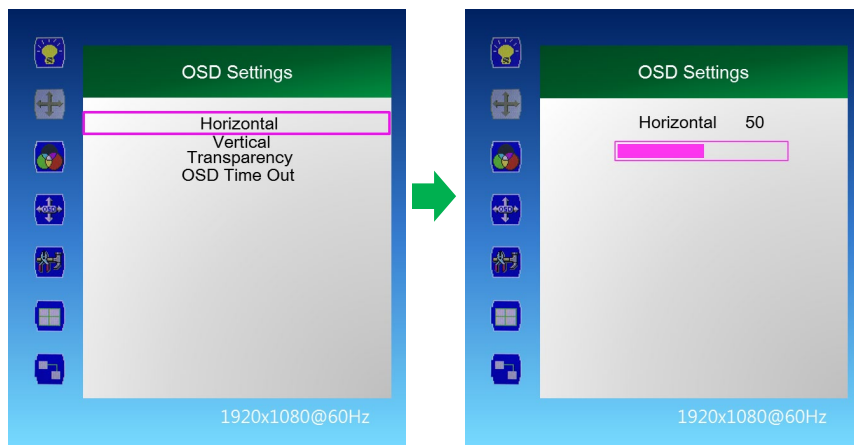 OSD Settings
Horizontal
Vertical
Transparency
OSD Time Out
1920x1080@60Hz
OSD Settings
Horizontal 50
1920x1080@60Hz